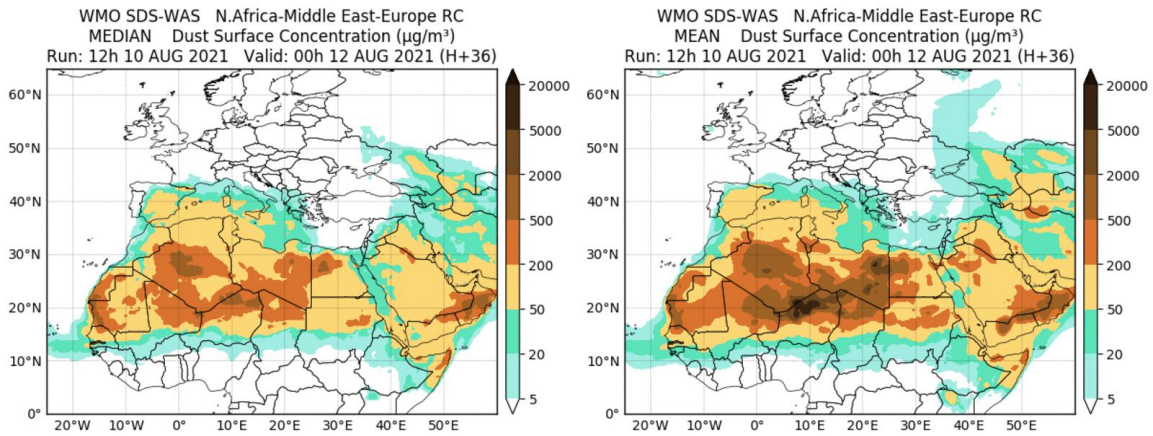 WMO SDS-WAS N.Africa-Middle East-Europe RC
MEDIAN Dust Surface Concentration (µg/m³)
Run: 12h 10 AUG 2021 Valid: 00h 12 AUG 2021 (H+36)
60°N
50°N
40°N
30°N
20°N
10°N
0°
20°W
10°W
0°
10°E
20°E
30°E
40°E
50°E
20000
5000
2000
500
200
50
20
5
WMO SDS-WAS N.Africa-Middle East-Europe RC
MEAN Dust Surface Concentration (µg/m³)
Run: 12h 10 AUG 2021 Valid: 00h 12 AUG 2021 (H+36)
60°N
50°N
40°N
30°N
20°N
10°N
0°
20°W
10°W
0°
10°E
20°E
30°E
40°E
50°E
20000
5000
2000
500
200
50
20
5